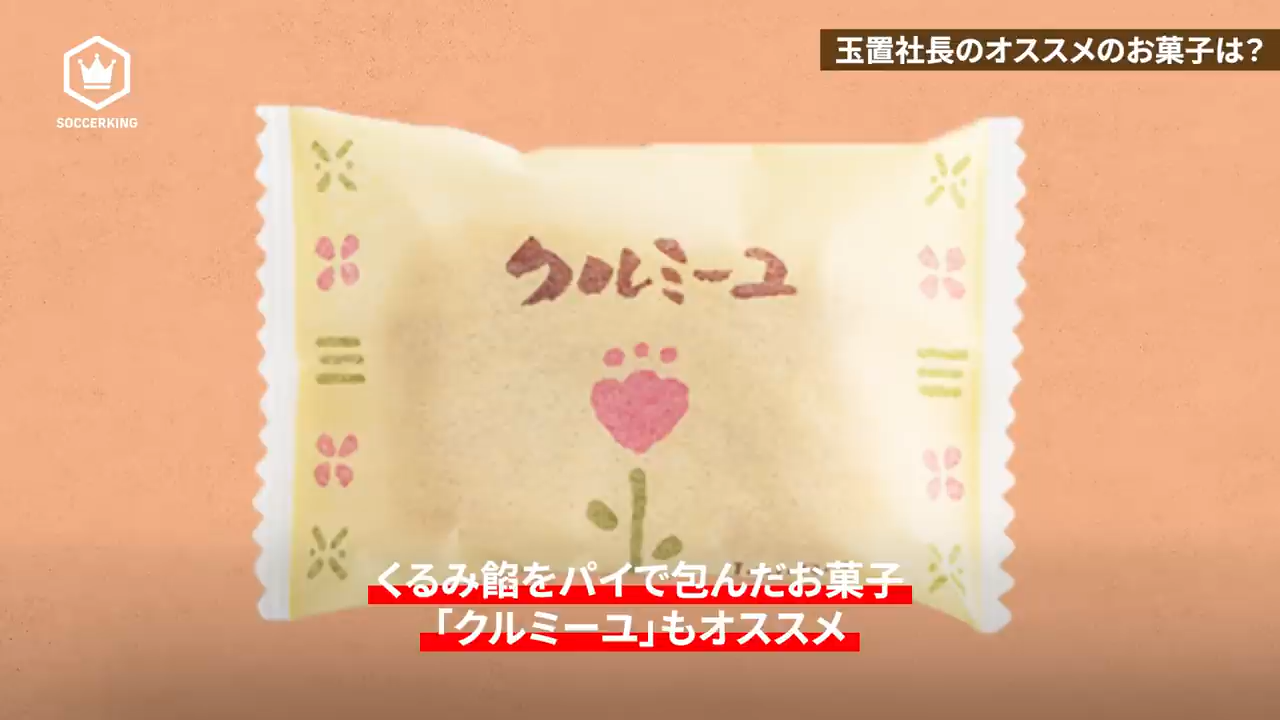 SOCCERKING
玉置社長のオススメのお菓子は?
クルミーユ
くるみ餡をパイで包んだお菓子
「クルミーユ」もオススメ